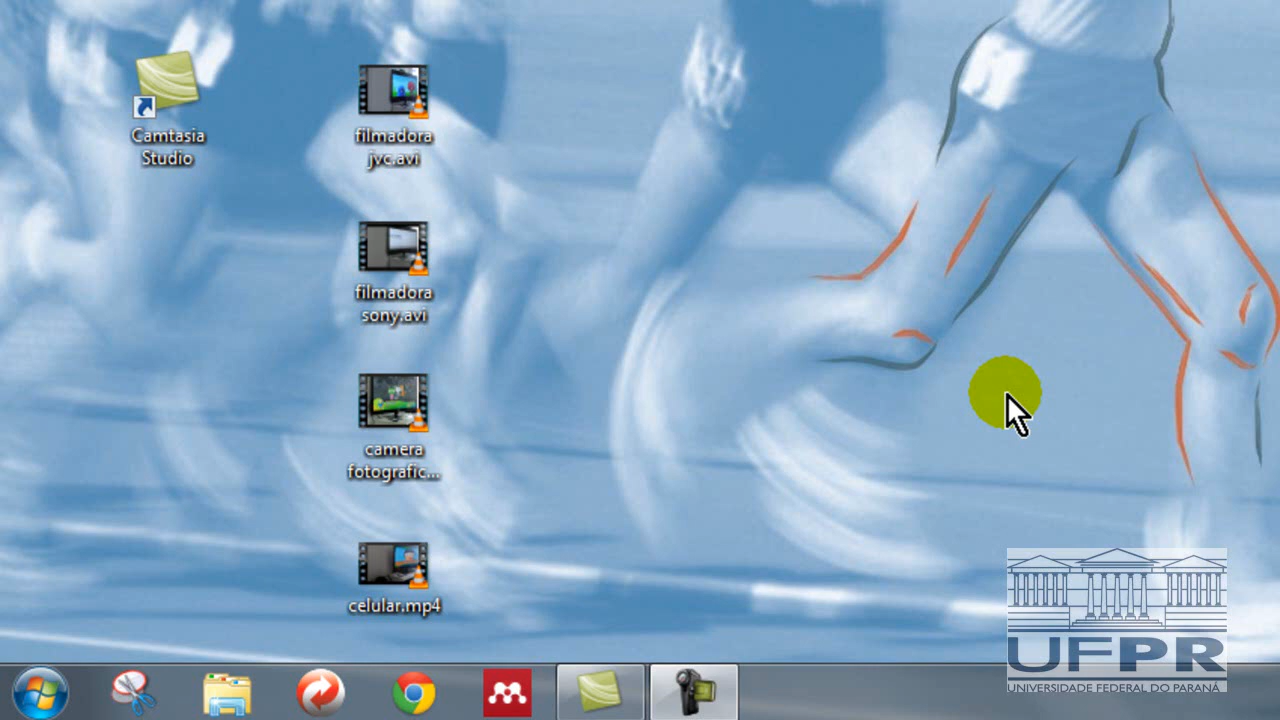 Camtasia
Studio
filmadora
jvc.avi
filmadora
sony.avi
camera
fotografic...
celular.mp4
UFPR
UNIVERSIDADE FEDERAL DO PARANÁ